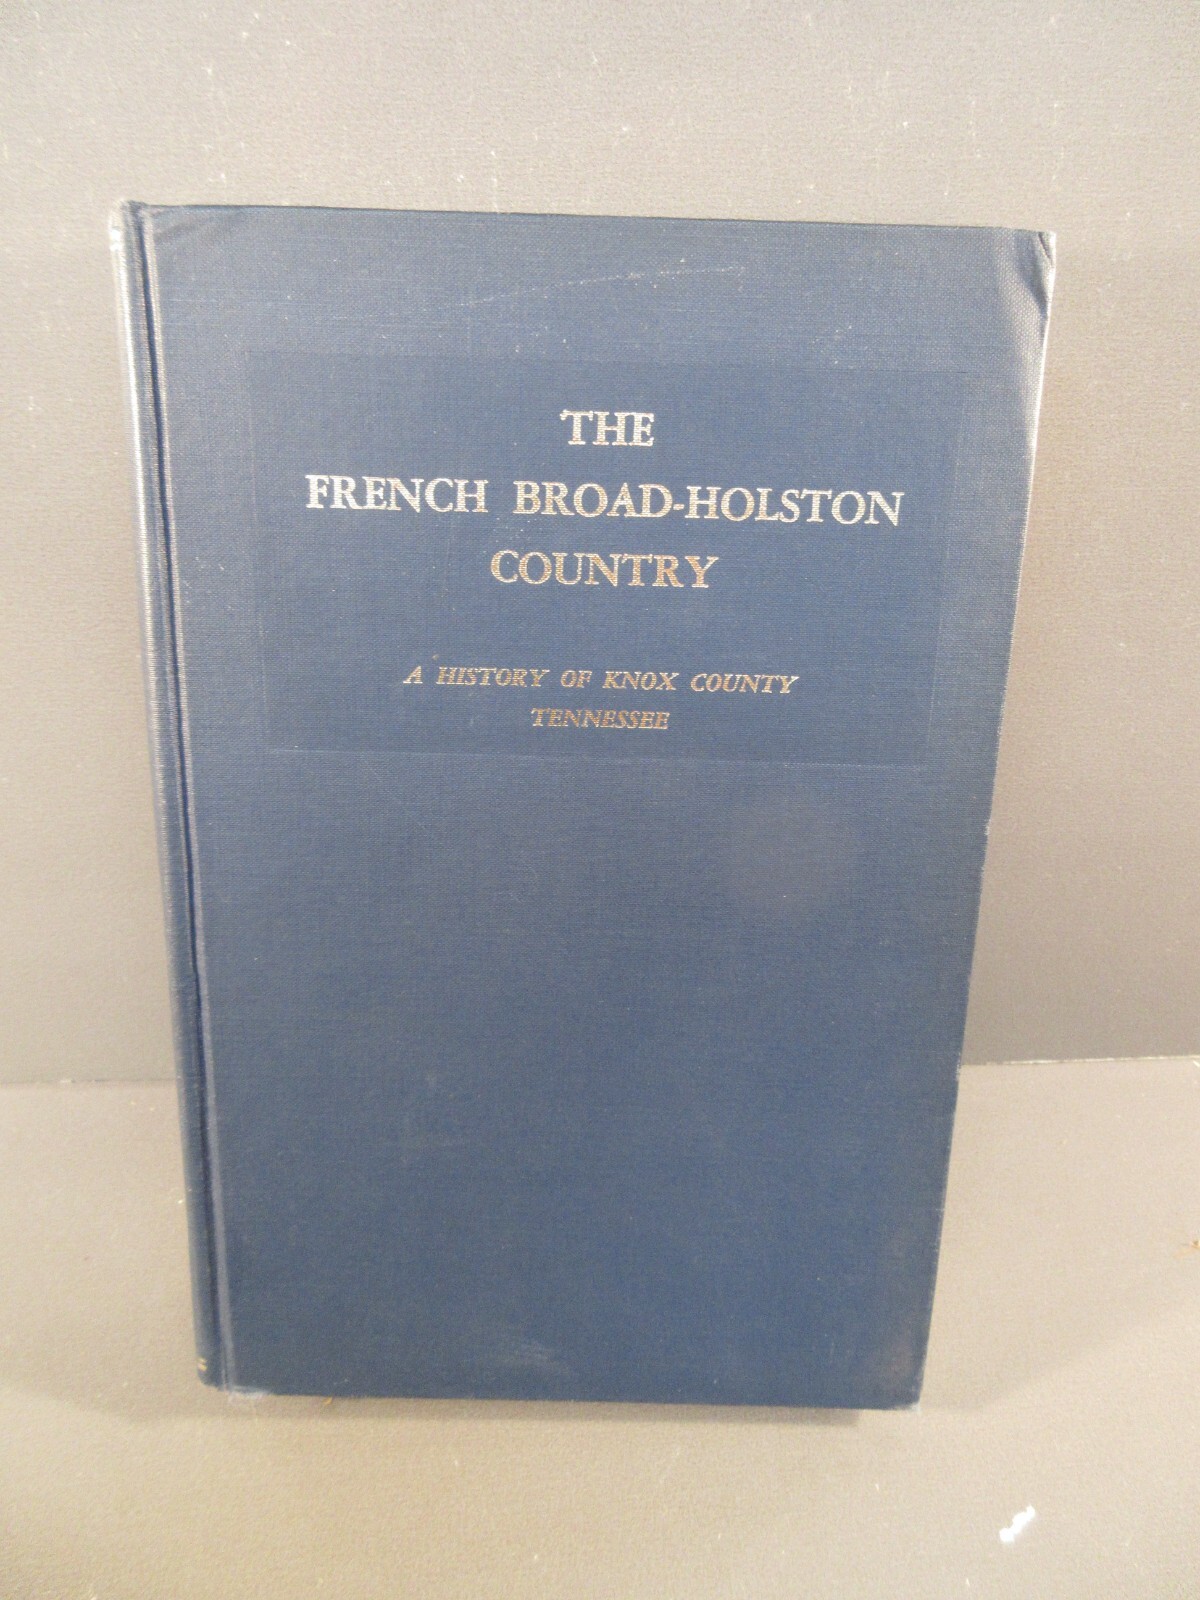 THE
FRENCH BROAD-HOLSTON
COUNTRY
A HISTORY OF KNOX COUNTY
TENNESSEE